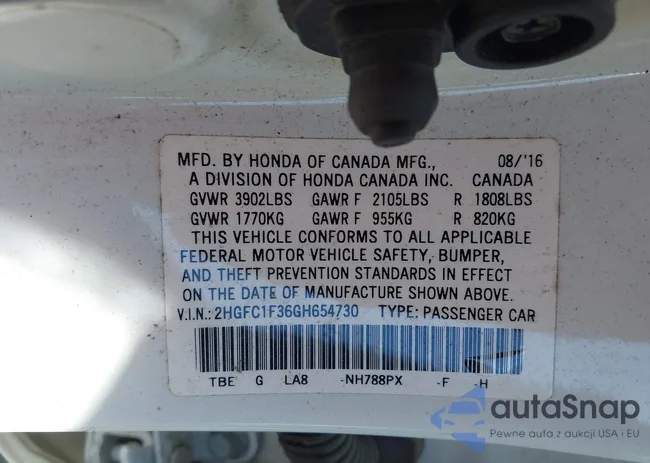 MFD. BY HONDA OF CANADA MFG., 08/'16
A DIVISION OF HONDA CANADA INC. CANADA
GVWR 3902LBS GAWR F 2105LBS R 1808LBS
GVWR 1770KG GAWR F 955KG R 820KG
THIS VEHICLE CONFORMS TO ALL APPLICABLE
FEDERAL MOTOR VEHICLE SAFETY, BUMPER,
AND THEFT PREVENTION STANDARDS IN EFFECT
ON THE DATE OF MANUFACTURE SHOWN ABOVE.
V.I.N.: 2HGFC1F36GH654730 TYPE: PASSENGER CAR
TBE G LA8 -NH788PX -F -H
autaSnap
Pewne auta z aukcji USA i EU